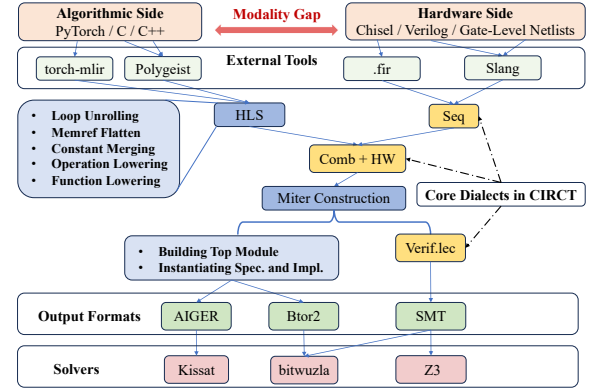 Algorithmic Side
PyTorch / C / C++
Modality Gap
Hardware Side
Chisel / Verilog / Gate-Level Netlists
External Tools
torch-mlir
Polygeist
.fir
Slang
• Loop Unrolling
• Memref Flatten
• Constant Merging
• Operation Lowering
• Function Lowering
HLS
Seq
Comb + HW
Miter Construction
Core Dialects in CIRCT
• Building Top Module
• Instantiating Spec. and Impl.
Verif.lec
Output Formats
AIGER
Btor2
SMT
Solvers
Kissat
bitwuzla
Z3